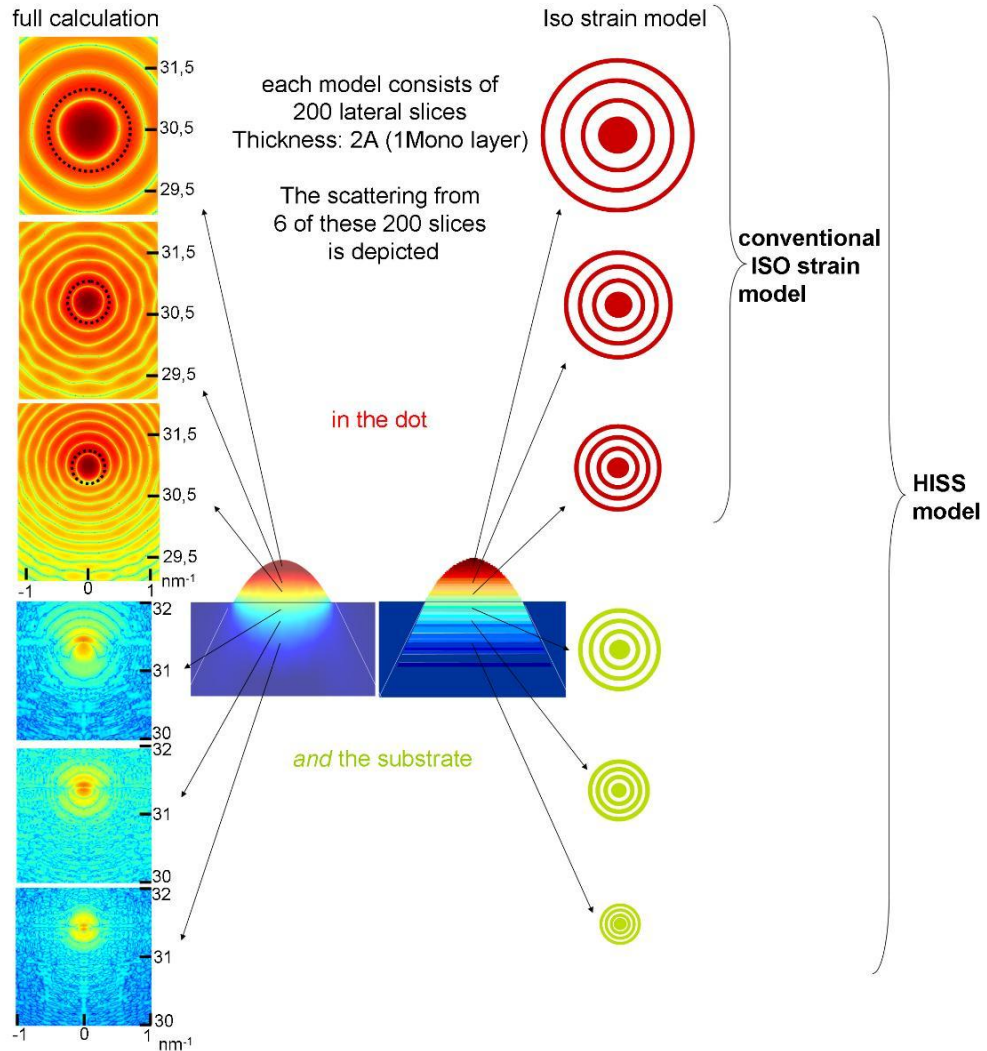 full calculation
Iso strain model
31,5
30,5
29,5
each model consists of
200 lateral slices
Thickness: 2A (1Mono layer)
The scattering from
6 of these 200 slices
is depicted
31,5
30,5
29,5
conventional
ISO strain
model
31,5
30,5
29,5
in the dot
HISS
model
-1
0
1
nm-1
32
31
30
and the substrate
32
31
30
32
31
30
-1
0
1
nm-1